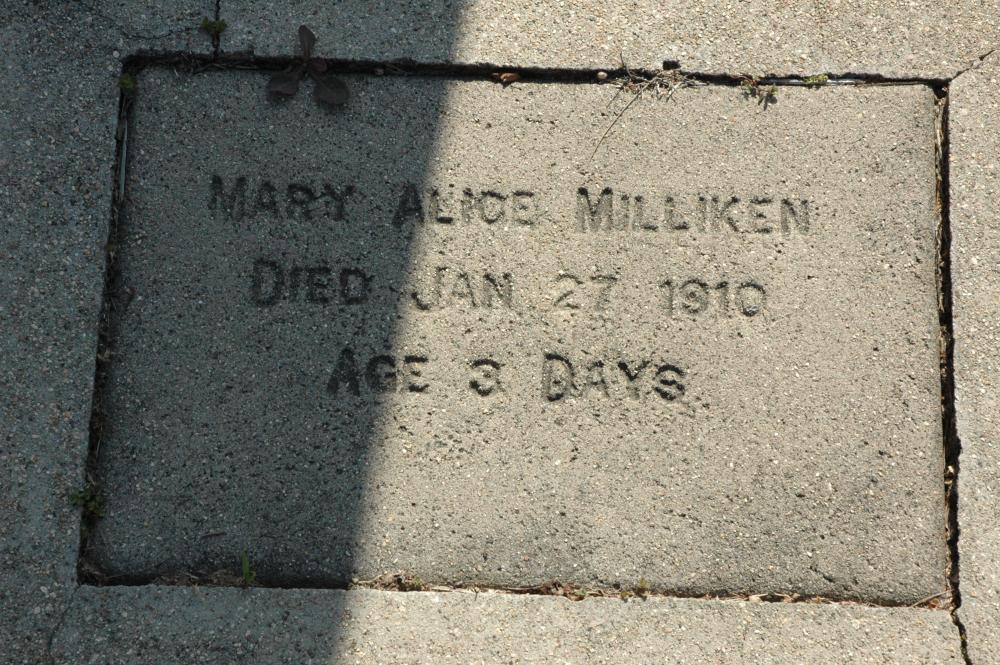 MARY ALICE MILLIKEN
DIED JAN 27 1910
AGE 3 DAYS